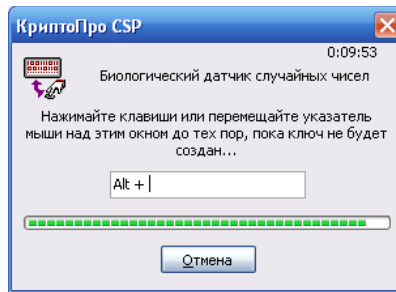 КриптоПро CSP
0:09:53
Биологический датчик случайных чисел
Нажимайте клавиши или перемещайте указатель
мыши над этим окном до тех пор, пока ключ не будет
создан...
Alt +
Отмена